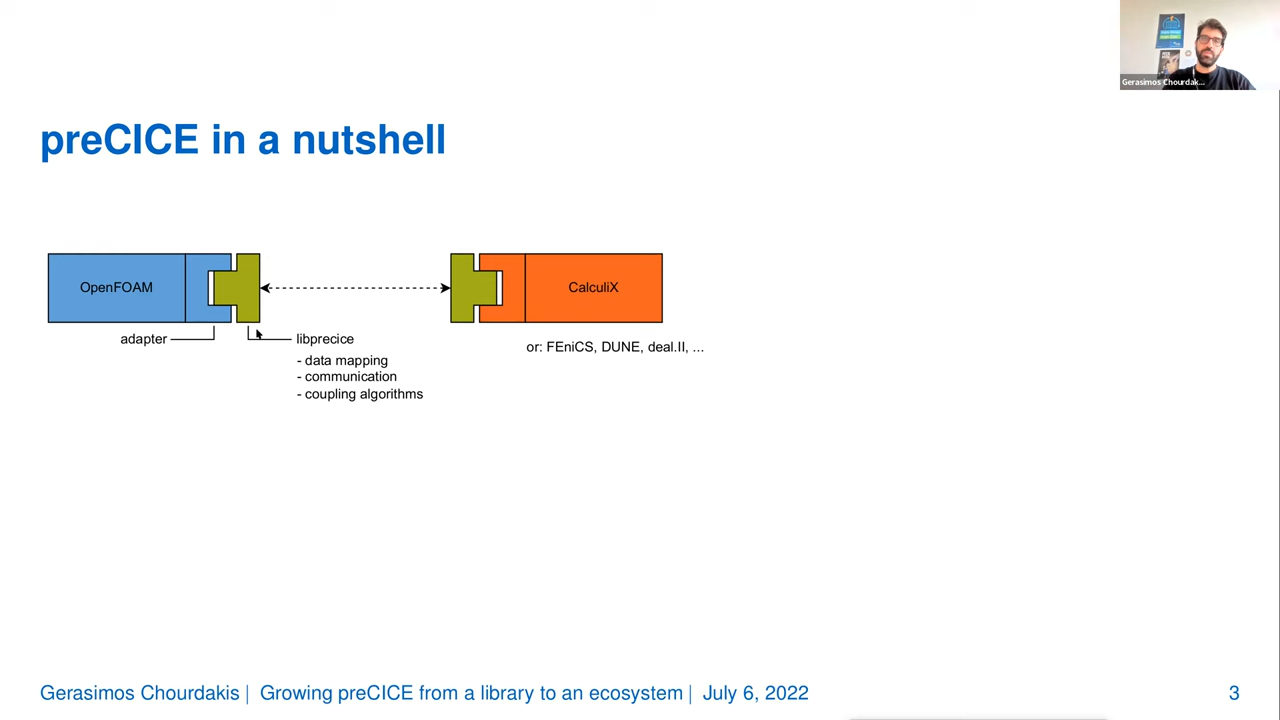 Gerasimos Chourdak...
preCICE in a nutshell
OpenFOAM
CalculiX
adapter
libprecice
- data mapping
- communication
- coupling algorithms
or: FEniCS, DUNE, deal.II, ...
Gerasimos Chourdakis | Growing preCICE from a library to an ecosystem | July 6, 2022
3